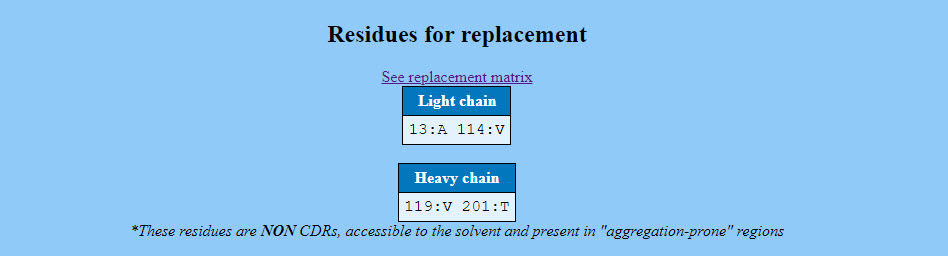 Residues for replacement
See replacement matrix
Light chain
13:A 114:V
Heavy chain
119:V 201:T
*These residues are NON CDRs, accessible to the solvent and present in "aggregation-prone" regions